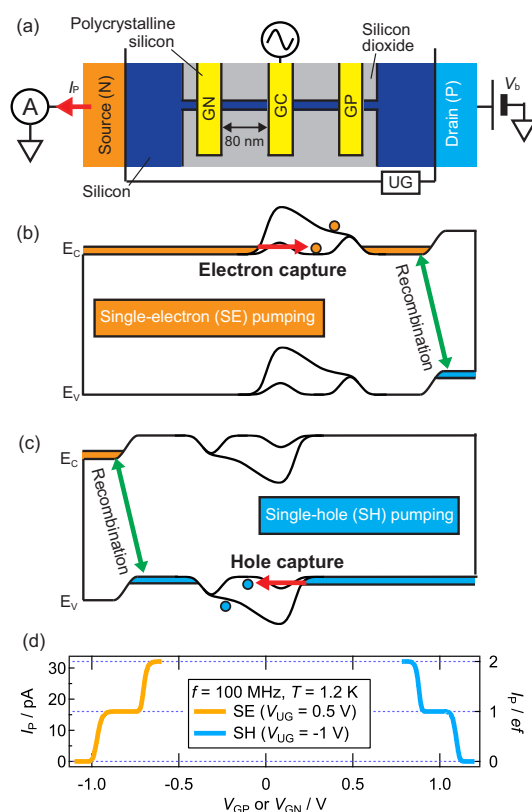 (a)
Polycrystalline
silicon
Silicon
dioxide
A
I_P
Source (N)
GN
GC
GP
Drain (P)
V_b
80 nm
Silicon
UG
(b)
E_C
Electron capture
Single-electron (SE) pumping
Recombination
E_V
(c)
E_C
Recombination
Single-hole (SH) pumping
Hole capture
E_V
(d)
I_P / pA
30
20
10
0
f = 100 MHz, T = 1.2 K
SE (V_UG = 0.5 V)
SH (V_UG = -1 V)
2
1
0
I_P / ef
-1.0
-0.5
0
0.5
1.0
V_GP or V_GN / V